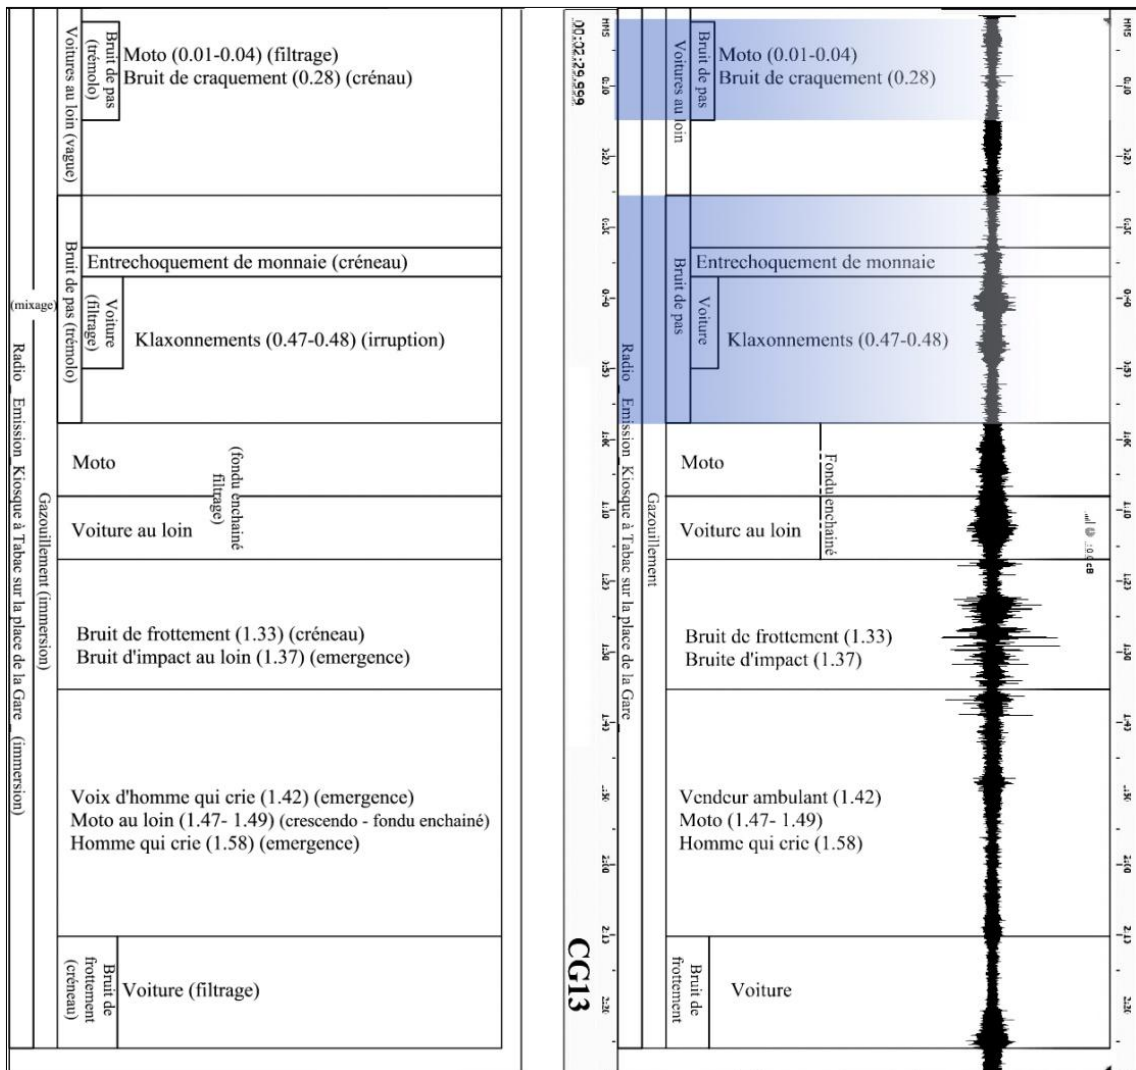 Voitures au loin (vague)
Bruit de pas
(trémolo)
Moto (0.01-0.04) (filtrage)
Bruit de craquement (0.28) (crénau)
Entrechoquement de monnaie (créneau)
Bruit de pas (trémolo)
Voiture
(filtrage)
Klaxonnements (0.47-0.48) (irruption)
(mixage)
Radio_ Emission_Kiosque à Tabac sur la place de la Gare_ (immersion)
Gazouillement (immersion)
Moto
(fondu enchainé
filtrage)
Voiture au loin
Bruit de frottement (1.33) (créneau)
Bruit d'impact au loin (1.37) (emergence)
Voix d'homme qui crie (1.42) (emergence)
Moto au loin (1.47- 1.49) (crescendo - fondu enchainé)
Homme qui crie (1.58) (emergence)
Bruit de
frottement
(créneau)
Voiture (filtrage)
00:02:29.999
CG13
Voitures au loin
Bruit de pas
Moto (0.01-0.04)
Bruit de craquement (0.28)
Entrechoquement de monnaie
Bruit de pas
Voiture
Klaxonnements (0.47-0.48)
Radio_ Emission_Kiosque à Tabac sur la place de la Gare_
Gazouillement
Moto
Fondu enchainé
Voiture au loin
Bruit de frottement (1.33)
Bruite d'impact (1.37)
Vendeur ambulant (1.42)
Moto (1.47- 1.49)
Homme qui crie (1.58)
Bruit de
frottement
Voiture